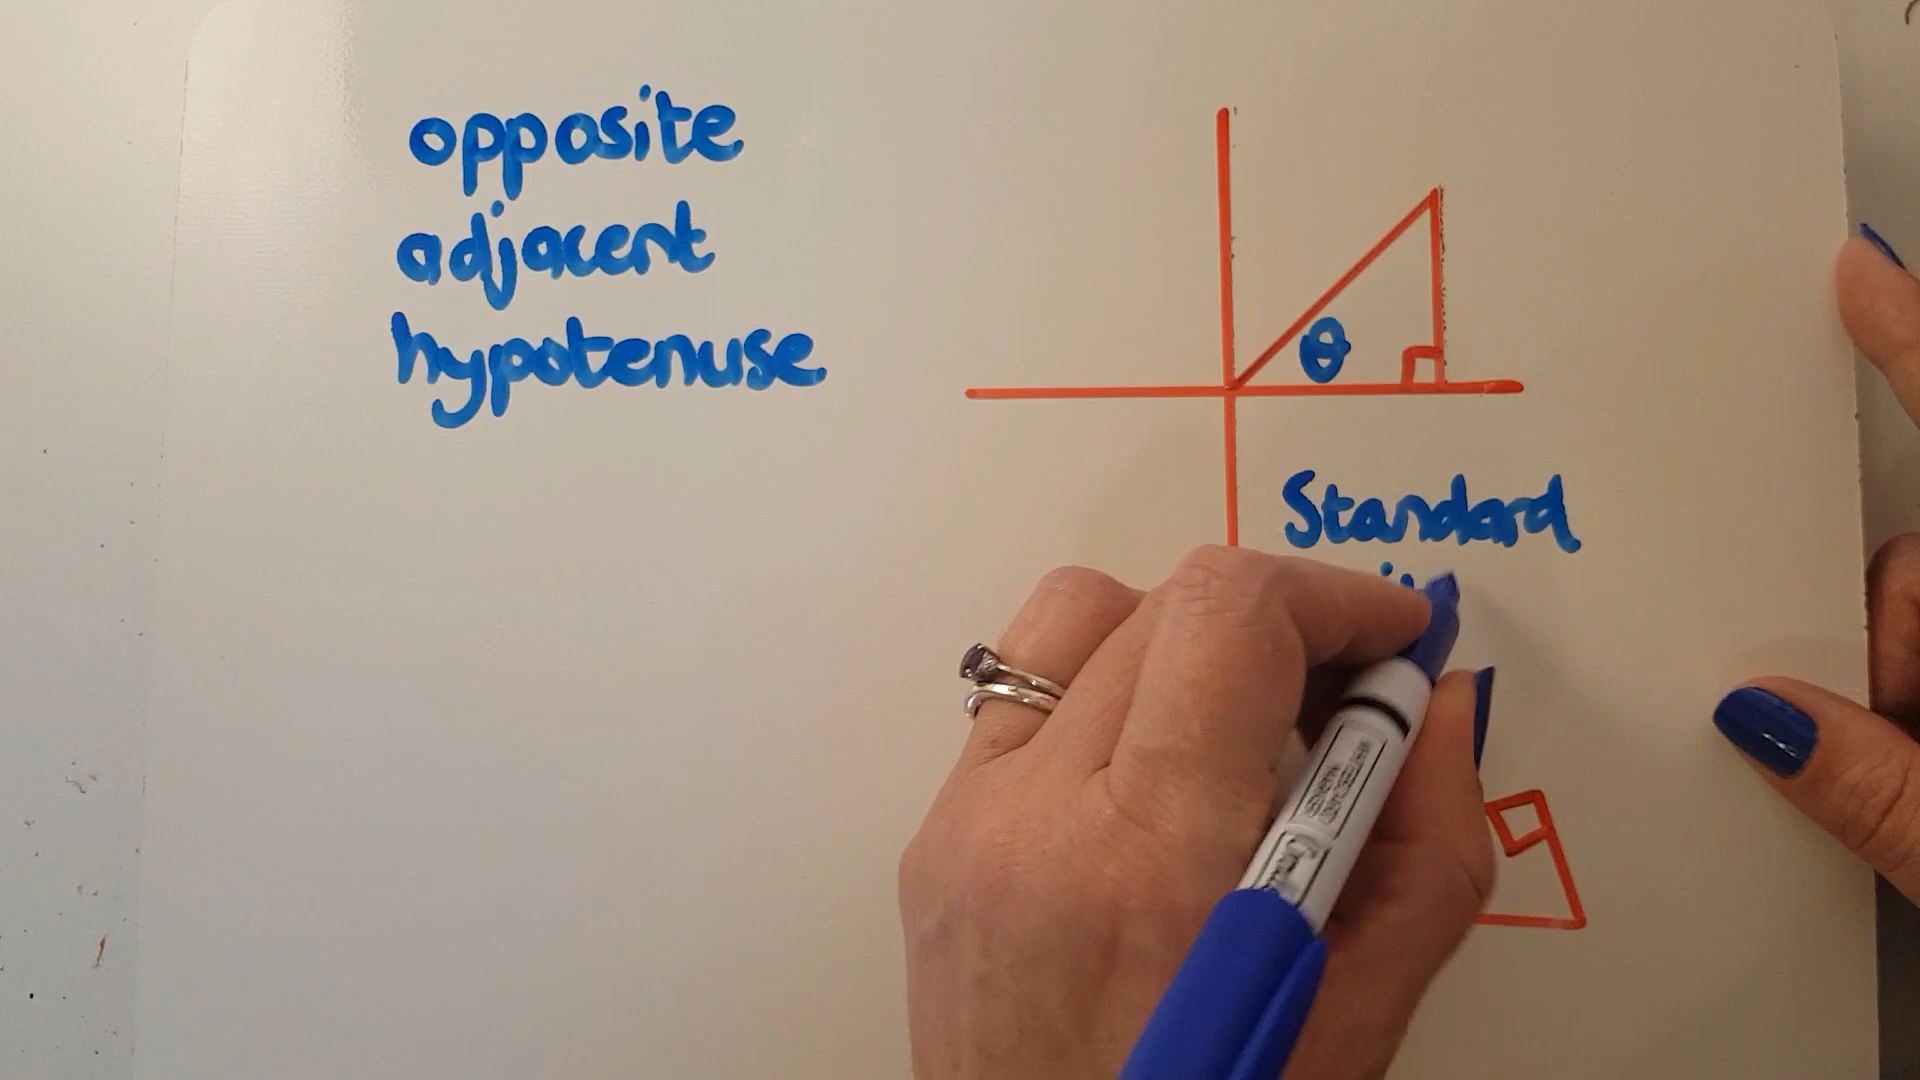 opposite
adjacent
hypotenuse
θ
Standard